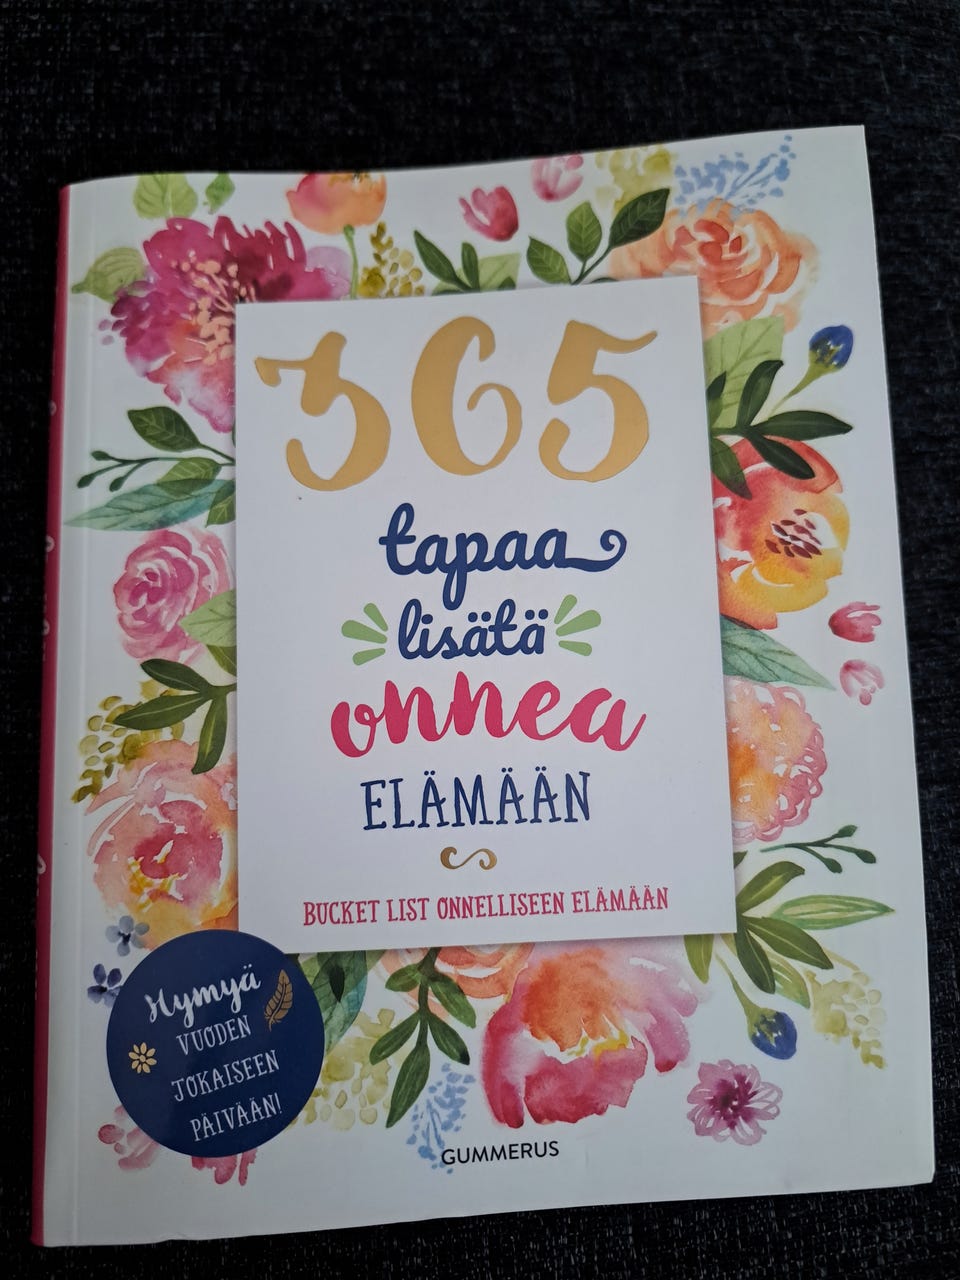 365
tapaa
lisätä
onnea
ELÄMÄÄN
BUCKET LIST ONNELLISEEN ELÄMÄÄN
Hymyä
VUODEN
JOKAISEEN
PÄIVÄÄN!
GUMMERUS